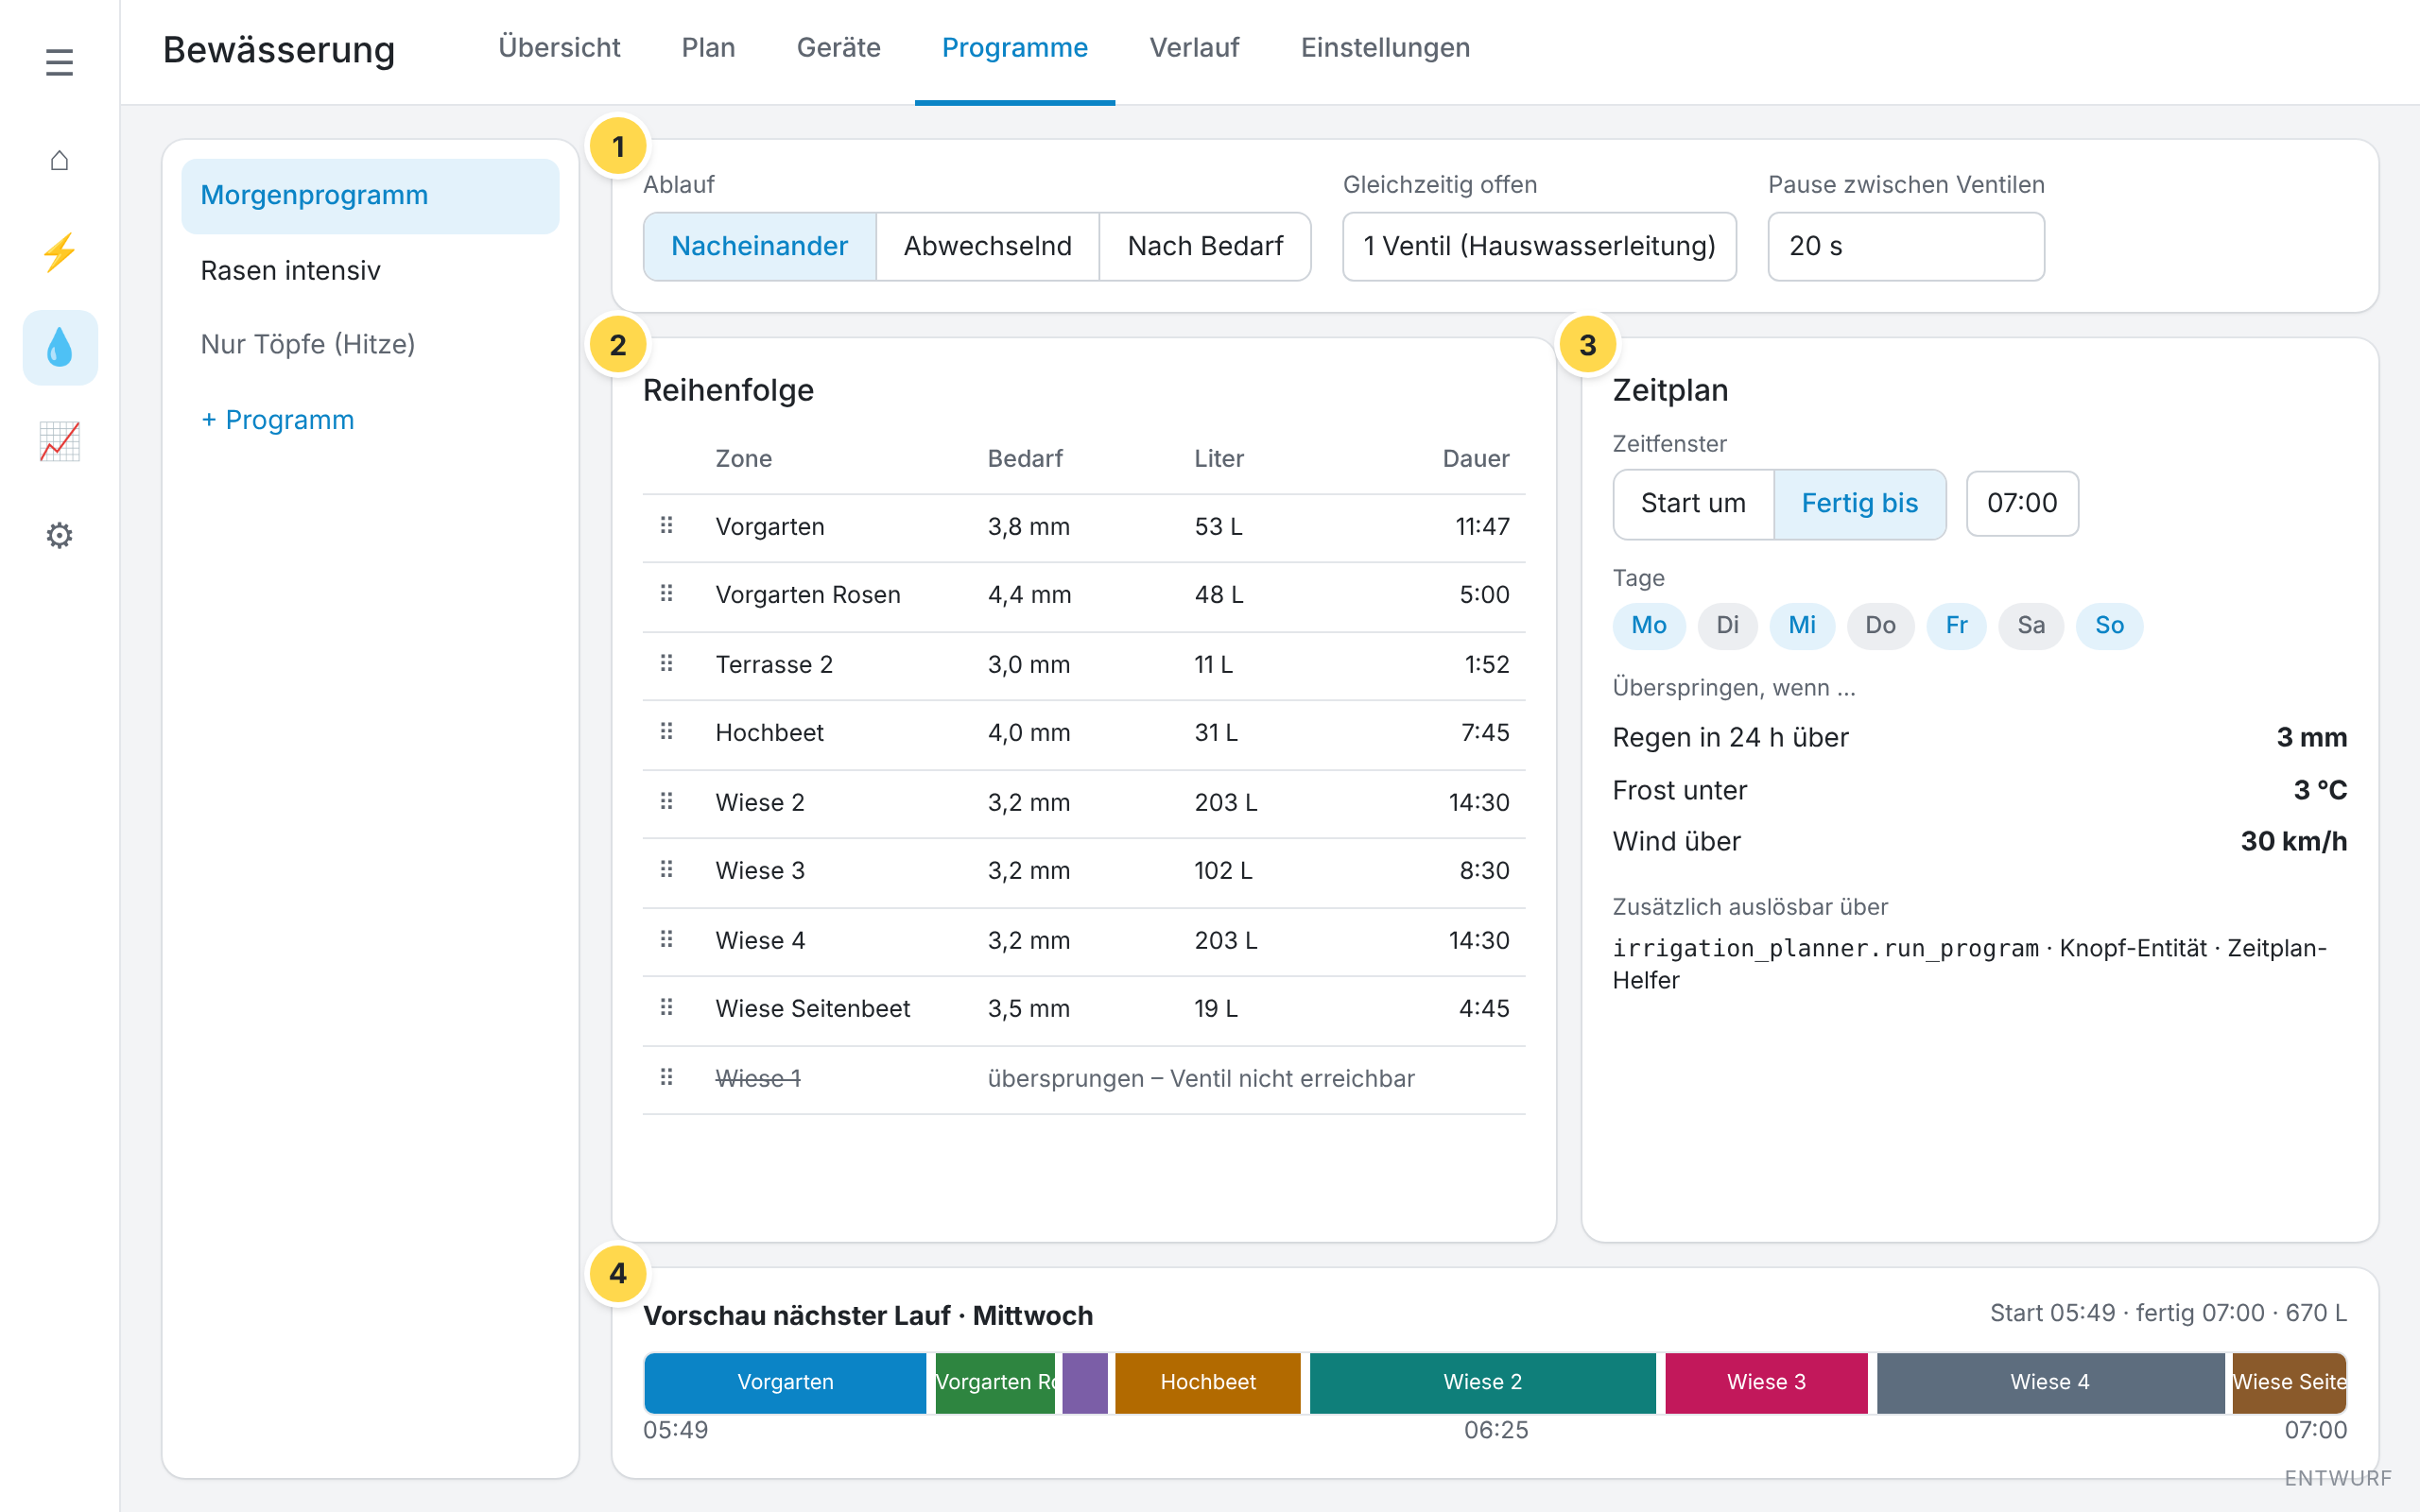 Bewässerung Übersicht Plan Geräte Programme Verlauf Einstellungen
Morgenprogramm
Rasen intensiv
Nur Töpfe (Hitze)
+ Programm
1
Ablauf Gleichzeitig offen Pause zwischen Ventilen
Nacheinander Abwechselnd Nach Bedarf 1 Ventil (Hauswasserleitung) 20 s
2
Reihenfolge
Zone Bedarf Liter Dauer
Vorgarten 3,8 mm 53 L 11:47
Vorgarten Rosen 4,4 mm 48 L 5:00
Terrasse 2 3,0 mm 11 L 1:52
Hochbeet 4,0 mm 31 L 7:45
Wiese 2 3,2 mm 203 L 14:30
Wiese 3 3,2 mm 102 L 8:30
Wiese 4 3,2 mm 203 L 14:30
Wiese Seitenbeet 3,5 mm 19 L 4:45
Wiese 1 übersprungen – Ventil nicht erreichbar
3
Zeitplan
Zeitfenster
Start um Fertig bis 07:00
Tage
Mo Di Mi Do Fr Sa So
Überspringen, wenn ...
Regen in 24 h über 3 mm
Frost unter 3 °C
Wind über 30 km/h
Zusätzlich auslösbar über
irrigation_planner.run_program · Knopf-Entität · Zeitplan-
Helfer
4
Vorschau nächster Lauf · Mittwoch Start 05:49 · fertig 07:00 · 670 L
Vorgarten Vorgarten Ro Hochbeet Wiese 2 Wiese 3 Wiese 4 Wiese Seite
05:49 06:25 07:00
ENTWURF